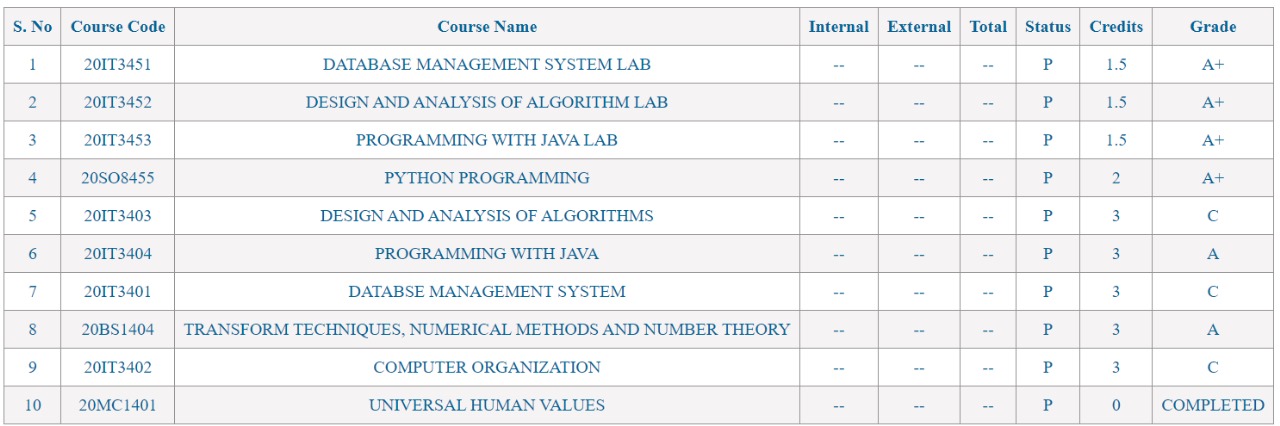 S. No Course Code Course Name Internal External Total Status Credits Grade
1 20IT3451 DATABASE MANAGEMENT SYSTEM LAB -- -- -- P 1.5 A+
2 20IT3452 DESIGN AND ANALYSIS OF ALGORITHM LAB -- -- -- P 1.5 A+
3 20IT3453 PROGRAMMING WITH JAVA LAB -- -- -- P 1.5 A+
4 20SO8455 PYTHON PROGRAMMING -- -- -- P 2 A+
5 20IT3403 DESIGN AND ANALYSIS OF ALGORITHMS -- -- -- P 3 C
6 20IT3404 PROGRAMMING WITH JAVA -- -- -- P 3 A
7 20IT3401 DATABSE MANAGEMENT SYSTEM -- -- -- P 3 C
8 20BS1404 TRANSFORM TECHNIQUES, NUMERICAL METHODS AND NUMBER THEORY -- -- -- P 3 A
9 20IT3402 COMPUTER ORGANIZATION -- -- -- P 3 C
10 20MC1401 UNIVERSAL HUMAN VALUES -- -- -- P 0 COMPLETED